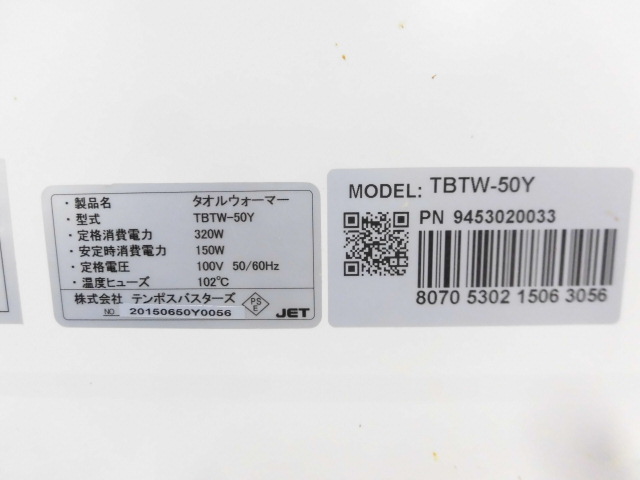 ・製品名 タオルウォーマー
・型式 TBTW-50Y
・定格消費電力 320W
・安定時消費電力 150W
・定格電圧 100V 50/60Hz
・温度ヒューズ 102℃
株式会社 テンポスバスターズ
NO 20150650Y0056
PS E
JET
MODEL: TBTW-50Y
PN 9453020033
8070 5302 1506 3056